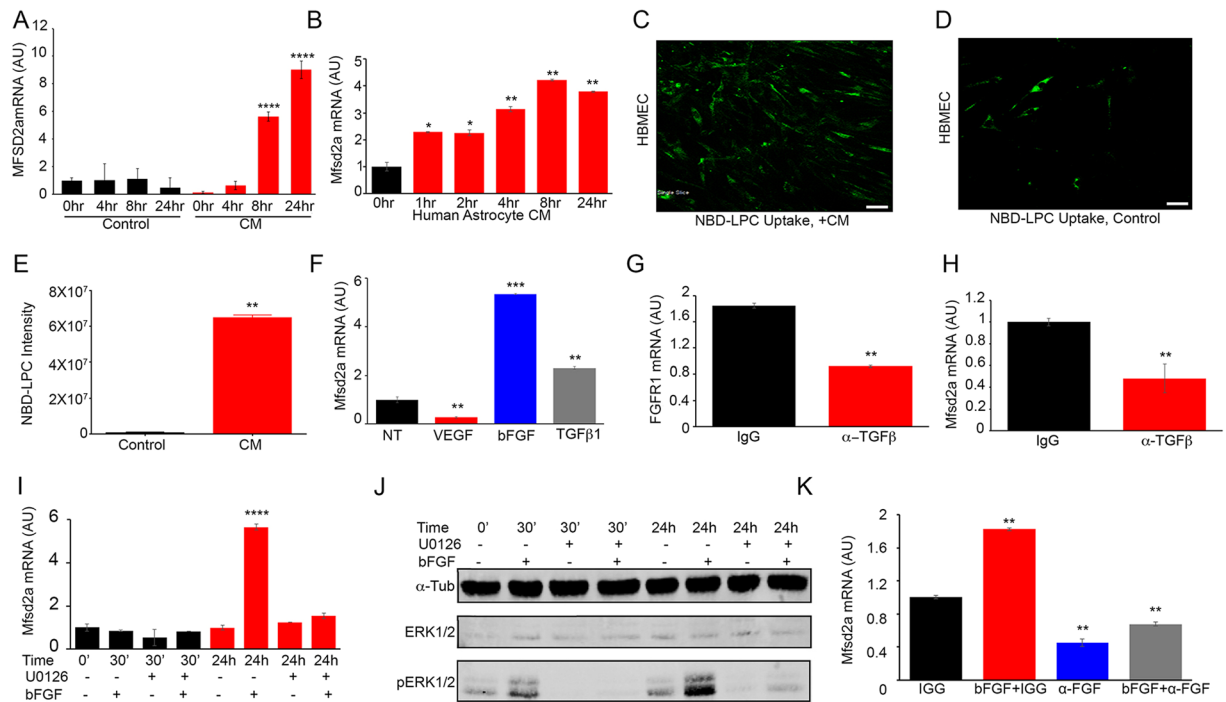 A
MFSD2amRNA (AU)
12
10
8
6
4
2
0
****
****
0hr 4hr 8hr 24hr 0hr 4hr 8hr 24hr
Control CM
B
Mfsd2a mRNA (AU)
5
4
3
2
1
0
*
*
**
**
**
0hr 1hr 2hr 4hr 8hr 24hr
Human Astrocyte CM
C
HBMEC
Single Slice
NBD-LPC Uptake, +CM
D
HBMEC
NBD-LPC Uptake, Control
E
NBD-LPC Intensity
8X10⁷
6X10⁷
4X10⁷
2X10⁷
0
**
Control CM
F
Mfsd2a mRNA (AU)
6
4
2
0
**
***
**
NT VEGF bFGF TGFβ1
G
FGFR1 mRNA (AU)
2
1.6
1.2
0.8
0.4
0
**
IgG α–TGFβ
H
Mfsd2a mRNA (AU)
1.2
1
0.8
0.6
0.4
0.2
0
**
IgG α-TGFβ
I
Mfsd2a mRNA (AU)
6
4
2
0
****
Time 0' 30' 30' 30' 24h 24h 24h 24h
U0126 - - + + - - + +
bFGF - + - + - + - +
J
Time 0' 30' 30' 30' 24h 24h 24h 24h
U0126 - - + + - - + +
bFGF - + - + - + - +
α-Tub
ERK1/2
pERK1/2
K
Mfsd2a mRNA (AU)
2
1.6
1.2
0.8
0.4
0
**
**
**
IGG bFGF+IGG α-FGF bFGF+α-FGF